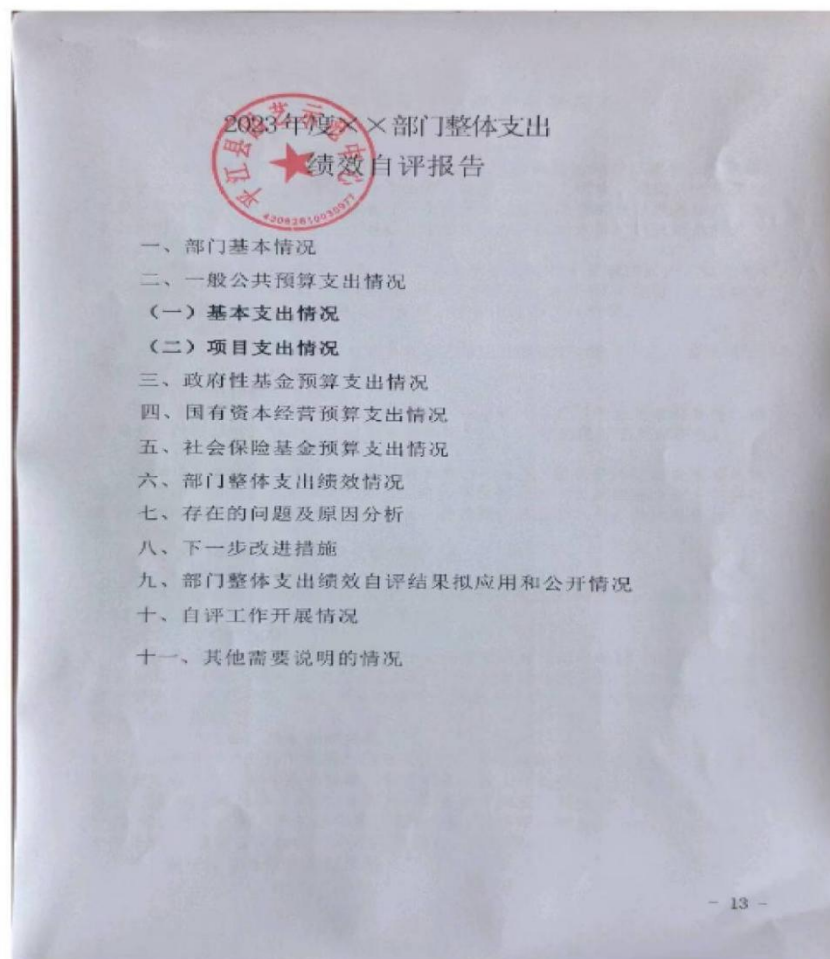 2023年度××部门整体支出
绩效自评报告
一、部门基本情况
二、一般公共预算支出情况
（一）基本支出情况
（二）项目支出情况
三、政府性基金预算支出情况
四、国有资本经营预算支出情况
五、社会保险基金预算支出情况
六、部门整体支出绩效情况
七、存在的问题及原因分析
八、下一步改进措施
九、部门整体支出绩效自评结果拟应用和公开情况
十、自评工作开展情况
十一、其他需要说明的情况
- 13 -